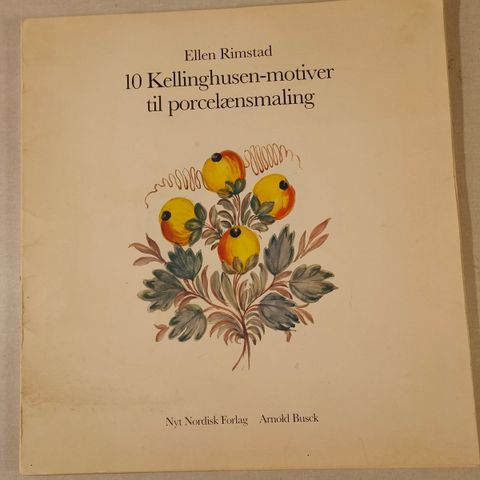 Ellen Rimstad
10 Kellinghusen-motiver
til porcelænsmaling
Nyt Nordisk Forlag Arnold Busck